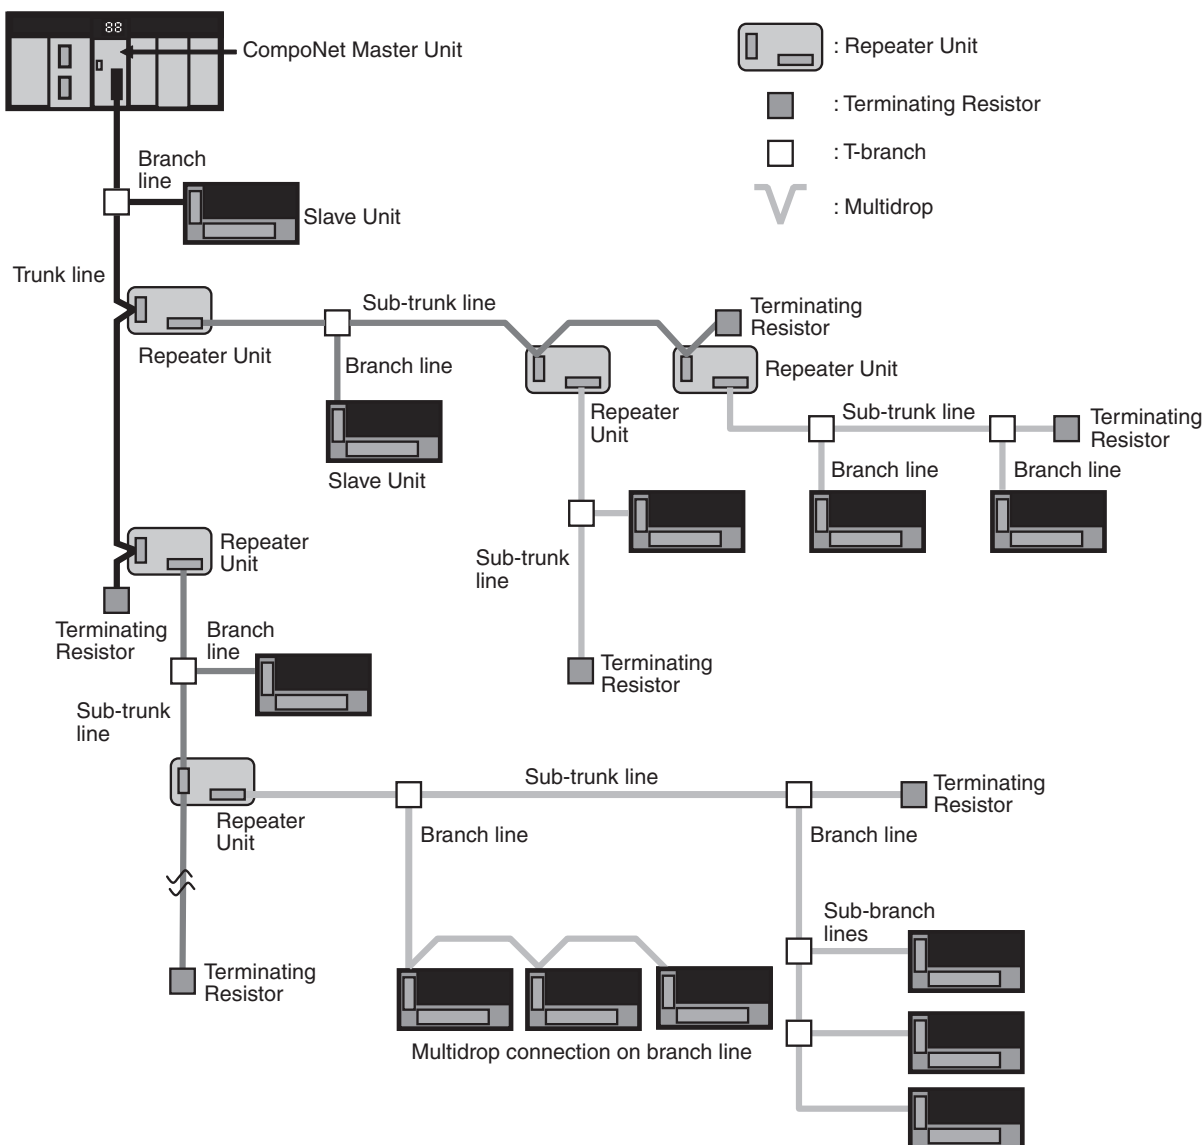 88
CompoNet Master Unit
: Repeater Unit
: Terminating Resistor
: T-branch
: Multidrop
Branch
line
Slave Unit
Trunk line
Repeater Unit
Sub-trunk line
Branch line
Slave Unit
Terminating
Resistor
Repeater Unit
Repeater
Unit
Sub-trunk line
Terminating
Resistor
Branch line
Branch line
Sub-trunk
line
Terminating
Resistor
Repeater
Unit
Terminating
Resistor
Branch
line
Sub-trunk
line
Repeater
Unit
Sub-trunk line
Terminating
Resistor
Branch line
Branch line
Sub-branch
lines
Terminating
Resistor
Multidrop connection on branch line